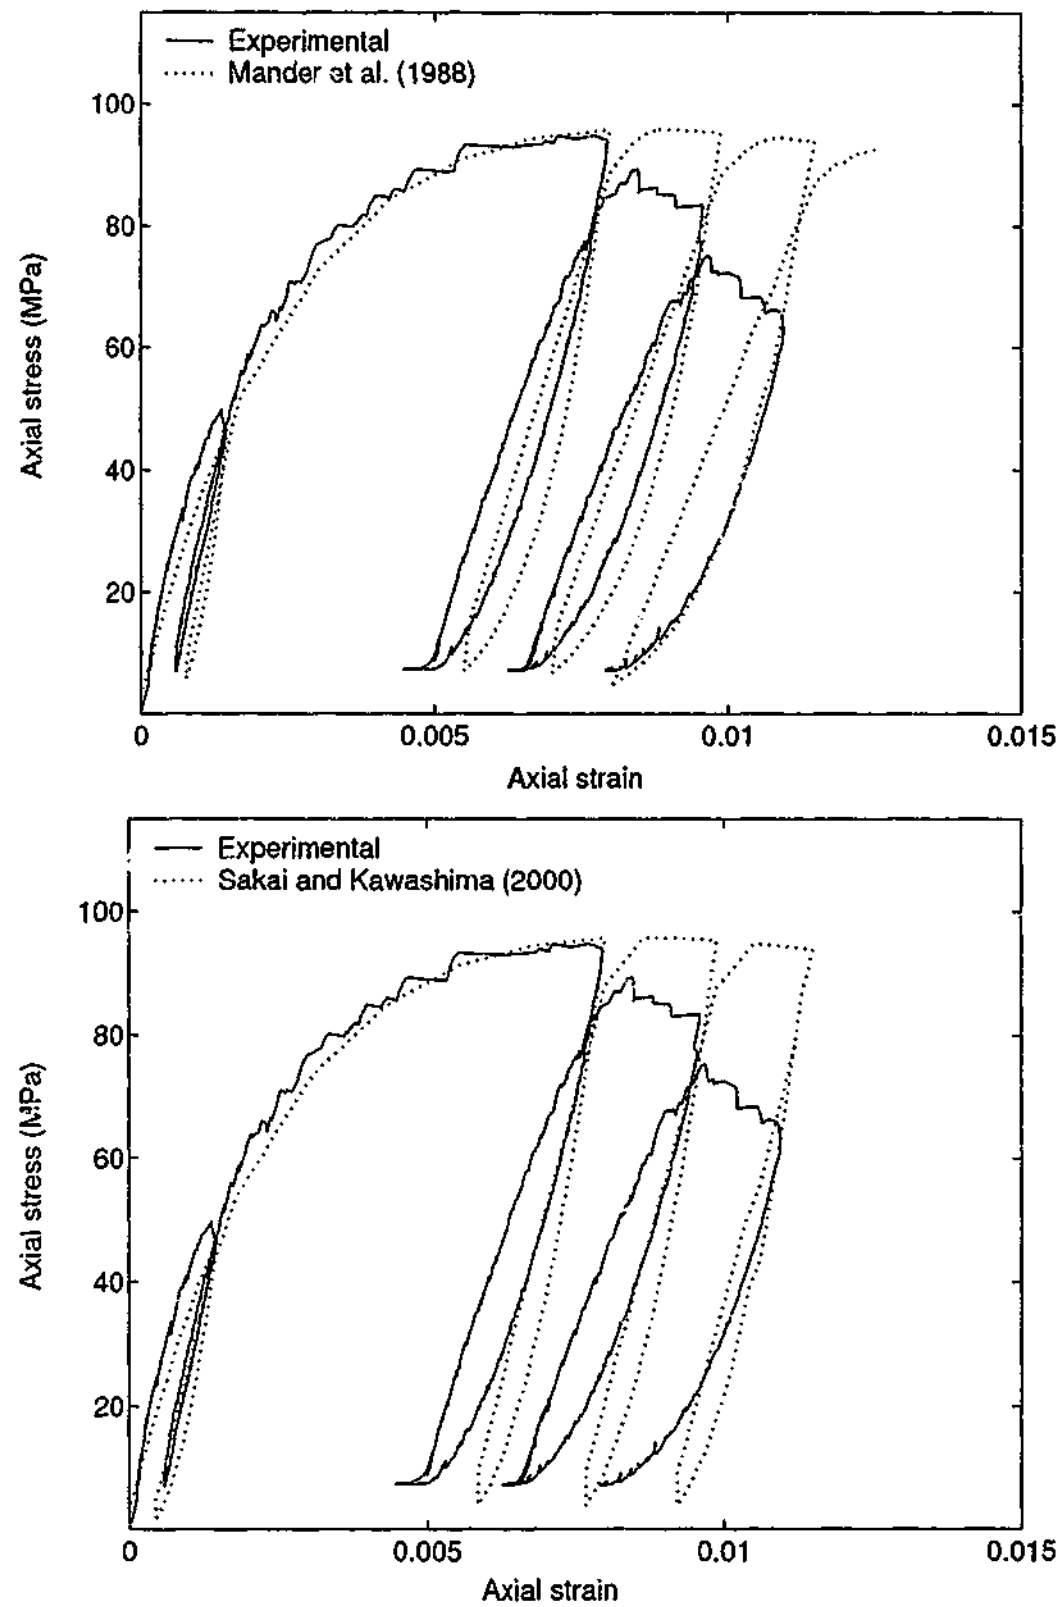 Experimental
Mander et al. (1988)
100
80
60
40
20
Axial stress (MPa)
0
0.005
0.01
0.015
Axial strain
Experimental
Sakai and Kawashima (2000)
100
80
60
40
20
Axial stress (MPa)
0
0.005
0.01
0.015
Axial strain